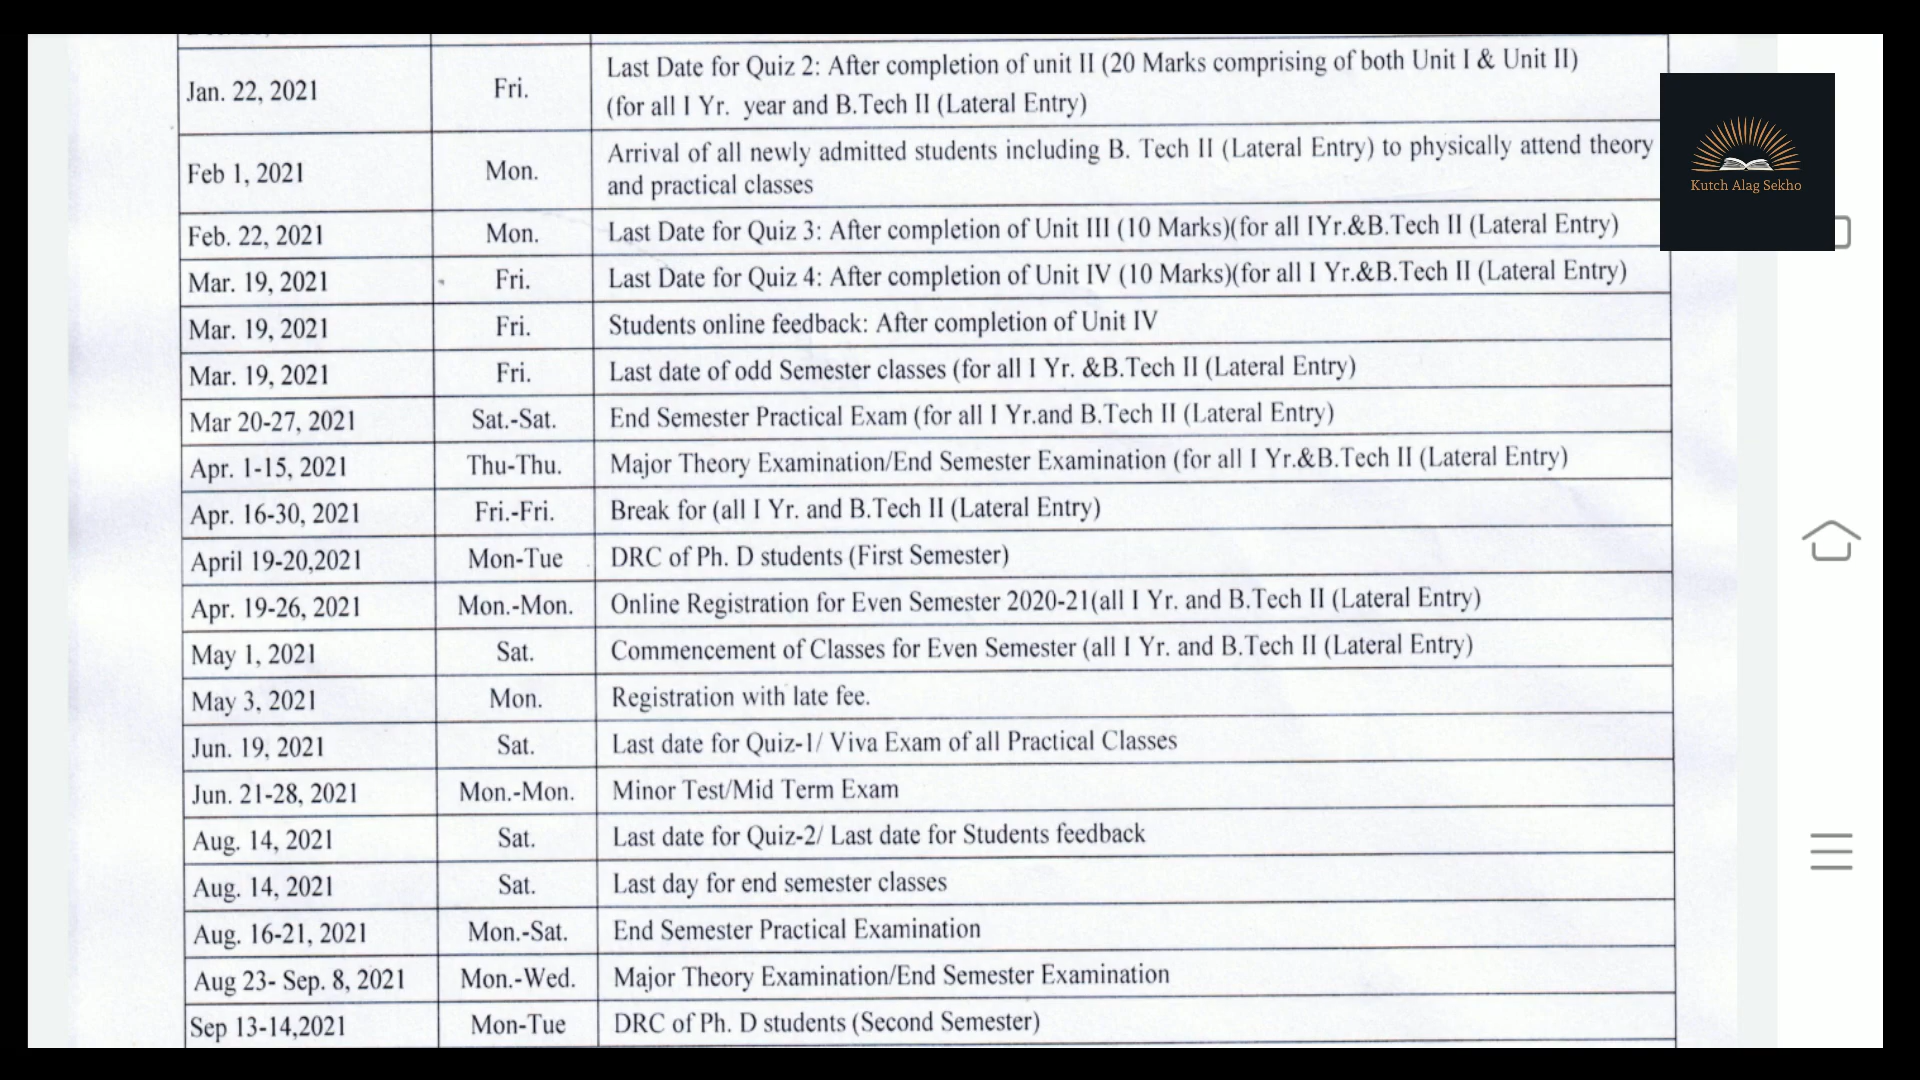 Jan. 22, 2021 Fri. Last Date for Quiz 2: After completion of unit II (20 Marks comprising of both Unit I & Unit II)
(for all I Yr. year and B.Tech II (Lateral Entry)
Feb 1, 2021 Mon. Arrival of all newly admitted students including B. Tech II (Lateral Entry) to physically attend theory
and practical classes
Feb. 22, 2021 Mon. Last Date for Quiz 3: After completion of Unit III (10 Marks)(for all IYr.&B.Tech II (Lateral Entry)
Mar. 19, 2021 Fri. Last Date for Quiz 4: After completion of Unit IV (10 Marks)(for all I Yr.&B.Tech II (Lateral Entry)
Mar. 19, 2021 Fri. Students online feedback: After completion of Unit IV
Mar. 19, 2021 Fri. Last date of odd Semester classes (for all I Yr. &B.Tech II (Lateral Entry)
Mar 20-27, 2021 Sat.-Sat. End Semester Practical Exam (for all I Yr.and B.Tech II (Lateral Entry)
Apr. 1-15, 2021 Thu-Thu. Major Theory Examination/End Semester Examination (for all I Yr.&B.Tech II (Lateral Entry)
Apr. 16-30, 2021 Fri.-Fri. Break for (all I Yr. and B.Tech II (Lateral Entry)
April 19-20,2021 Mon-Tue DRC of Ph. D students (First Semester)
Apr. 19-26, 2021 Mon.-Mon. Online Registration for Even Semester 2020-21(all I Yr. and B.Tech II (Lateral Entry)
May 1, 2021 Sat. Commencement of Classes for Even Semester (all I Yr. and B.Tech II (Lateral Entry)
May 3, 2021 Mon. Registration with late fee.
Jun. 19, 2021 Sat. Last date for Quiz-1/ Viva Exam of all Practical Classes
Jun. 21-28, 2021 Mon.-Mon. Minor Test/Mid Term Exam
Aug. 14, 2021 Sat. Last date for Quiz-2/ Last date for Students feedback
Aug. 14, 2021 Sat. Last day for end semester classes
Aug. 16-21, 2021 Mon.-Sat. End Semester Practical Examination
Aug 23- Sep. 8, 2021 Mon.-Wed. Major Theory Examination/End Semester Examination
Sep 13-14,2021 Mon-Tue DRC of Ph. D students (Second Semester)
Kutch Alag Sekho